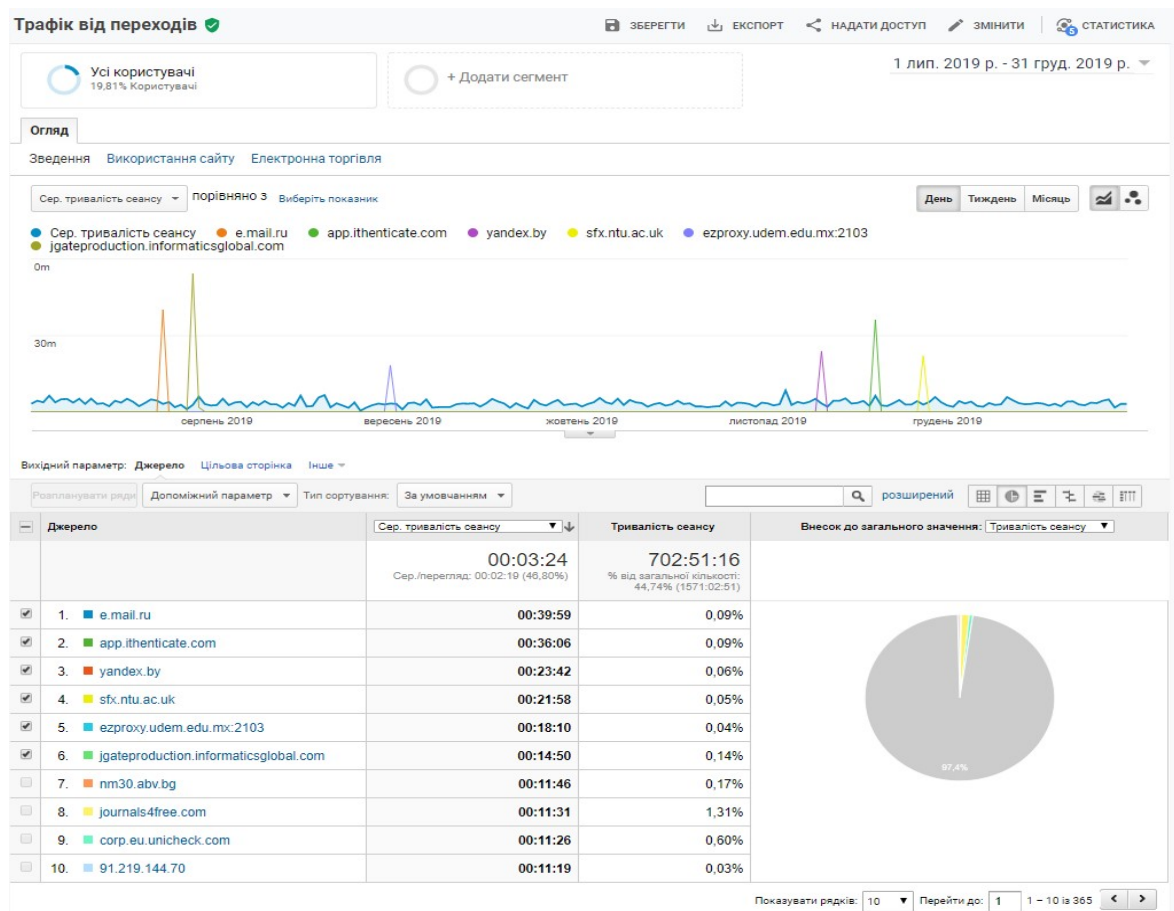 Трафік від переходів
ЗБЕРЕГТИ ЕКСПОРТ НАДАТИ ДОСТУП ЗМІНИТИ 5 СТАТИСТИКА
Усі користувачі
19,81% Користувачі
+ Додати сегмент
1 лип. 2019 р. - 31 груд. 2019 р.
Огляд
Зведення Використання сайту Електронна торгівля
Сер. тривалість сеансу порівняно з Виберіть показник
День Тиждень Місяць
Сер. тривалість сеансу e.mail.ru app.ithenticate.com yandex.by sfx.ntu.ac.uk ezproxy.udem.edu.mx:2103
jgateproduction.informaticsglobal.com
0m
30m
серпень 2019 вересень 2019 жовтень 2019 листопад 2019 грудень 2019
Вихідний параметр: Джерело Цільова сторінка Інше
Розпланувати ряди Допоміжний параметр Тип сортування: За умовчанням розширений
Джерело Сер. тривалість сеансу Тривалість сеансу Внесок до загального значення: Тривалість сеансу
00:03:24 702:51:16
Сер./перегляд: 00:02:19 (46,80%) % від загальної кількості:
44,74% (1571:02:51)
1. e.mail.ru 00:39:59 0,09%
2. app.ithenticate.com 00:36:06 0,09%
3. yandex.by 00:23:42 0,06%
4. sfx.ntu.ac.uk 00:21:58 0,05%
5. ezproxy.udem.edu.mx:2103 00:18:10 0,04%
6. jgateproduction.informaticsglobal.com 00:14:50 0,14%
7. nm30.abv.bg 00:11:46 0,17%
8. journals4free.com 00:11:31 1,31%
9. corp.eu.unicheck.com 00:11:26 0,60%
10. 91.219.144.70 00:11:19 0,03%
97,4%
Показувати рядків: 10 Перейти до: 1 1 – 10 із 365